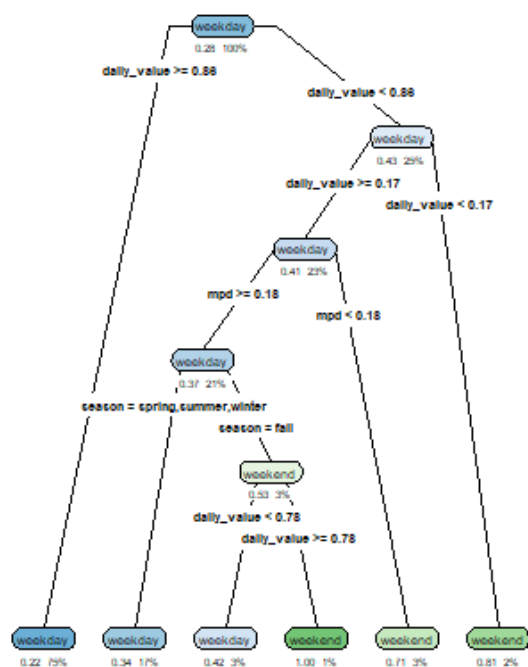 weekday
0.28 100%
daily_value >= 0.86
daily_value < 0.86
weekday
0.43 25%
daily_value >= 0.17
daily_value < 0.17
weekday
0.41 23%
mpd >= 0.18
mpd < 0.18
weekday
0.37 21%
season = spring,summer,winter
season = fall
weekend
0.53 3%
daily_value < 0.78
daily_value >= 0.78
weekday weekday weekday weekend weekend weekend
0.22 75% 0.34 17% 0.42 3% 1.00 1% 0.71 3% 0.81 2%